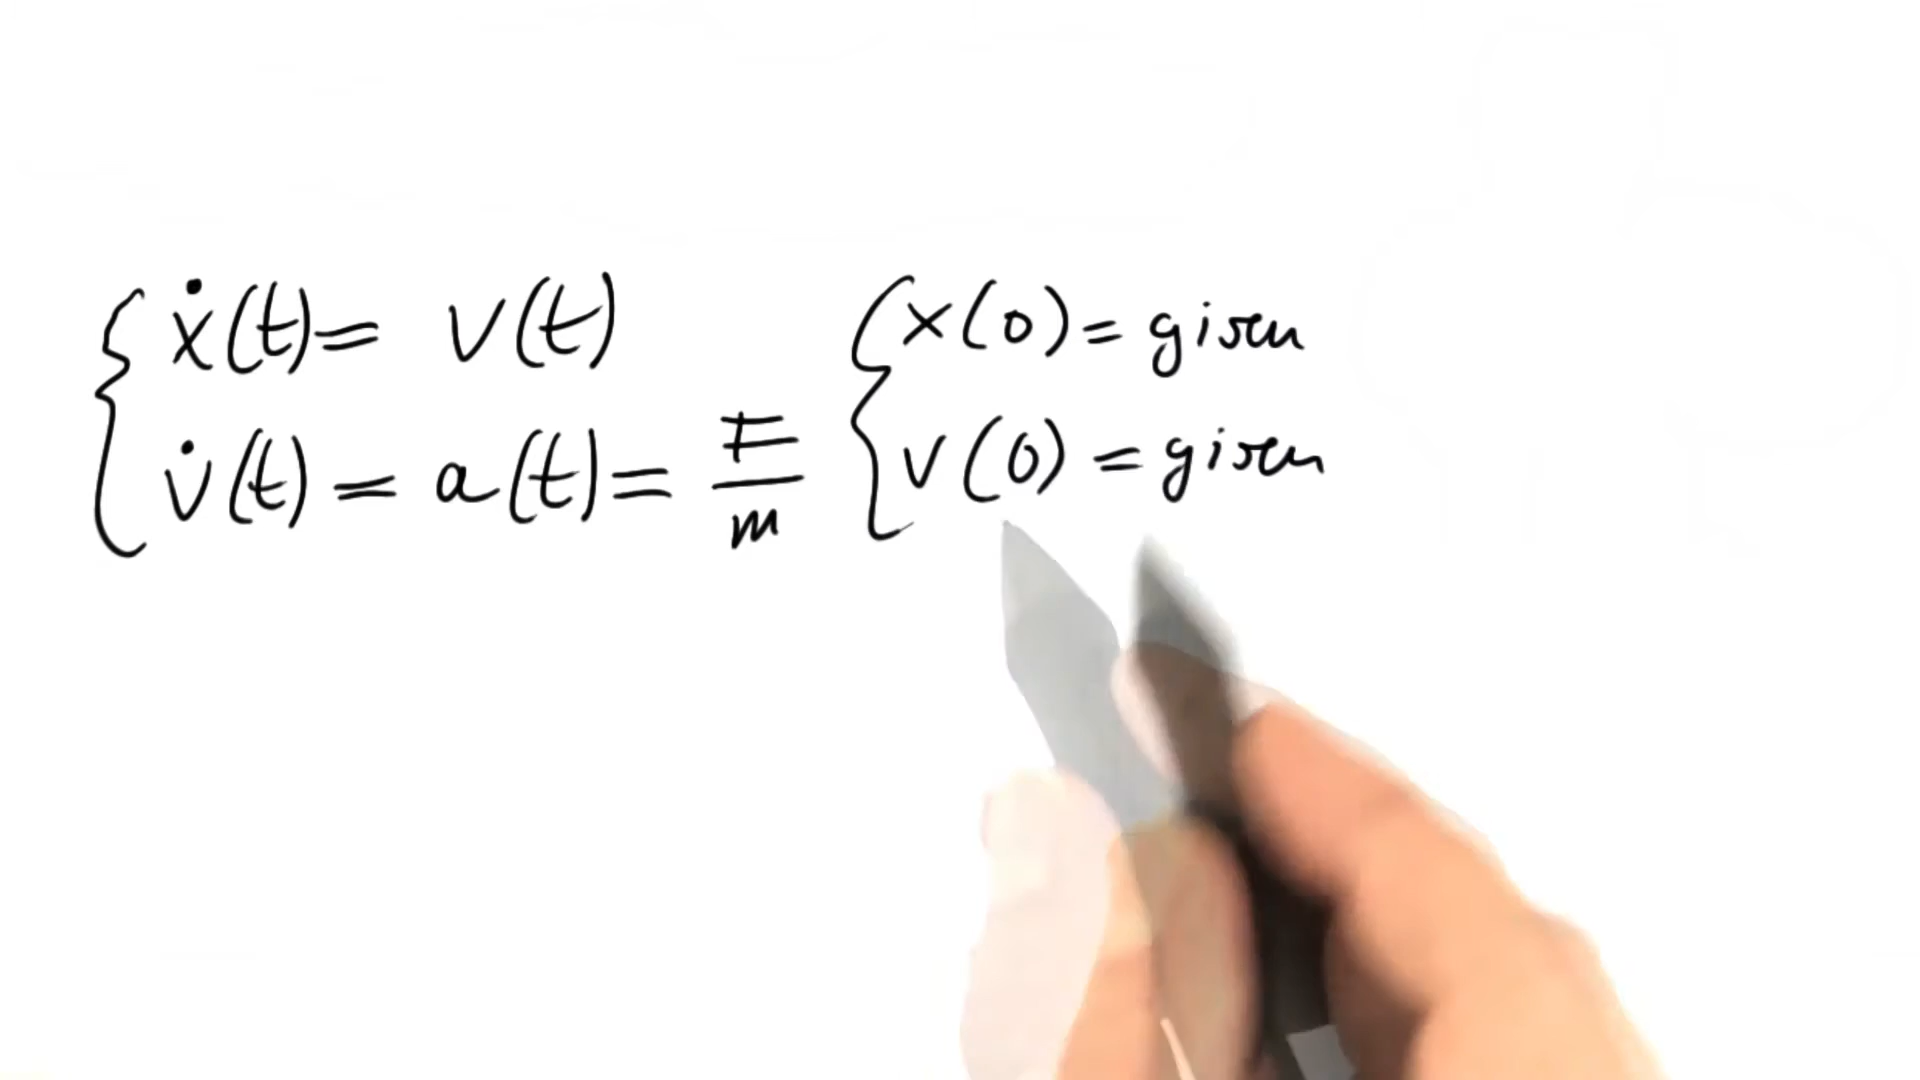 { ẋ(t) = v(t) { x(0) = given
v̇(t) = a(t) = F/m v(0) = given